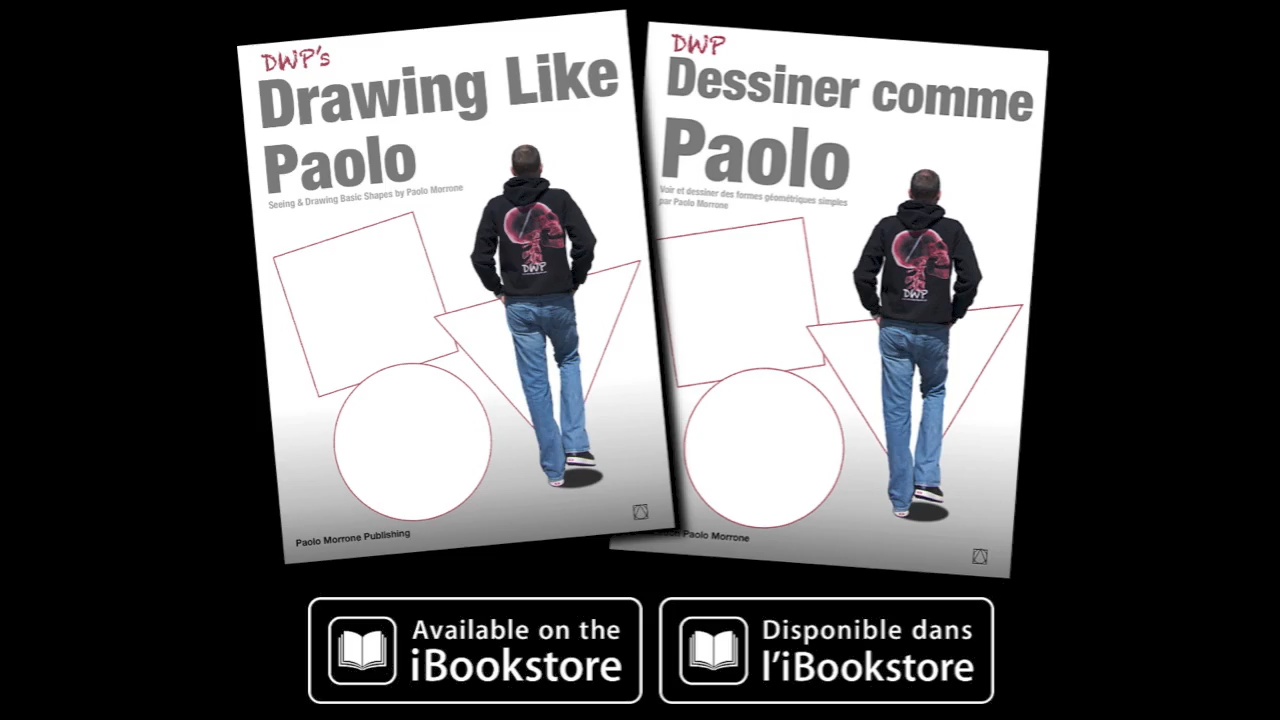 DWP's
Drawing Like
Paolo
Seeing & Drawing Basic Shapes by Paolo Morrone
DWP
Paolo Morrone Publishing
DWP
Dessiner comme
Paolo
Voir et dessiner des formes géométriques simples
par Paolo Morrone
DWP
Paolo Morrone
Available on the
iBookstore
Disponible dans
l'iBookstore